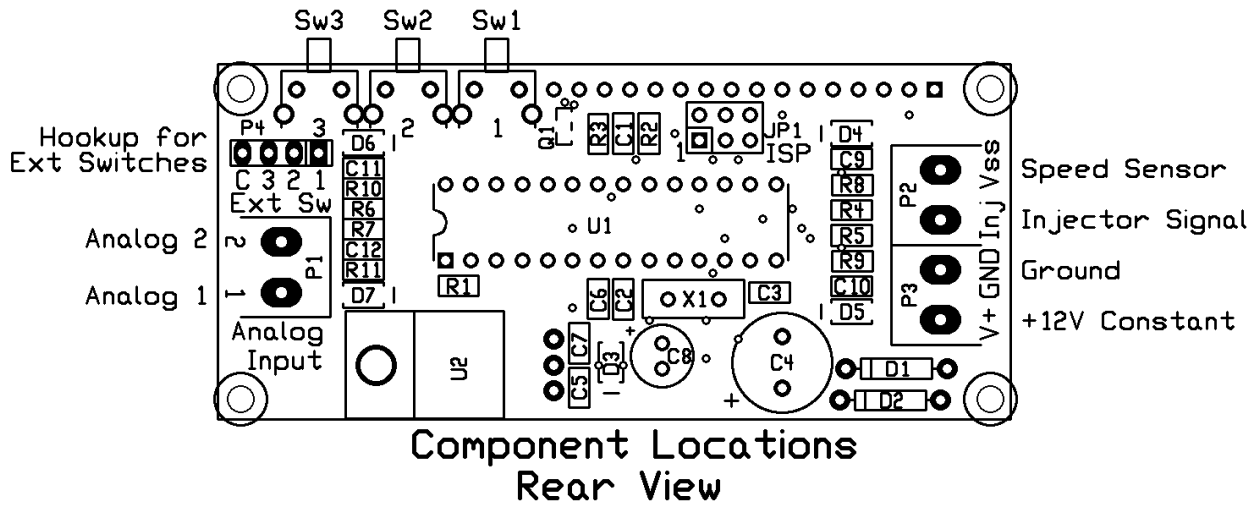 Sw3 Sw2 Sw1
Hookup for
Ext Switches
P4 3 2 1
C 3 2 1
Ext Sw
Analog 2
2
P1
Analog 1
1
Analog
Input
D6
C11
R10
R6
R7
C12
R11
D7
Q1
R3
C1
R2
1
JP1
ISP
U1
R1
C6
C2
X1
C3
U2
C7
C5
D3
+
C8
+
C4
D4
C9
R8
R4
R5
R9
C10
D5
D1
D2
P2
Vss
Inj
P3
GND
V+
Speed Sensor
Injector Signal
Ground
+12V Constant
Component Locations
Rear View